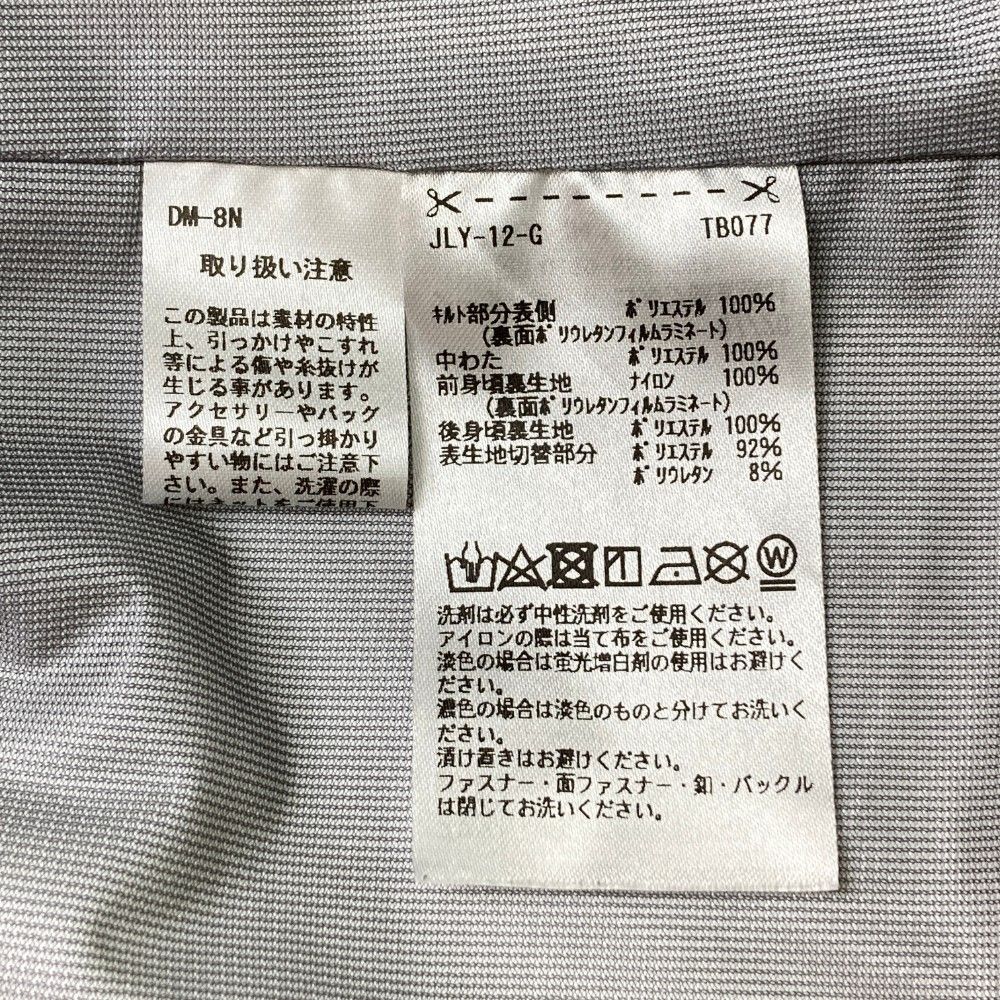 DM-8N
取り扱い注意
この製品は素材の特性
上、引っかけやこすれ
等による傷や糸抜けが
生じる事があります。
アクセサリーやバッグ
の金具など引っ掛かり
やすい物にはご注意下
さい。また、洗濯の際
にはネットをご使用下
JLY-12-G TB077
ｷﾙﾄ部分表側 ﾎﾟﾘｴｽﾃﾙ 100%
(裏面ﾎﾟﾘｳﾚﾀﾝﾌｨﾙﾑﾗﾐﾈｰﾄ)
中わた ﾎﾟﾘｴｽﾃﾙ 100%
前身頃裏生地 ﾅｲﾛﾝ 100%
(裏面ﾎﾟﾘｳﾚﾀﾝﾌｨﾙﾑﾗﾐﾈｰﾄ)
後身頃裏生地 ﾎﾟﾘｴｽﾃﾙ 100%
表生地切替部分 ﾎﾟﾘｴｽﾃﾙ 92%
ﾎﾟﾘｳﾚﾀﾝ 8%
W
洗剤は必ず中性洗剤をご使用ください。
アイロンの際は当て布をご使用ください。
淡色の場合は蛍光増白剤の使用はお避けく
ださい。
濃色の場合は淡色のものと分けてお洗いく
ださい。
漬け置きはお避けください。
ファスナー・面ファスナー・釦・バックル
は閉じてお洗いください。